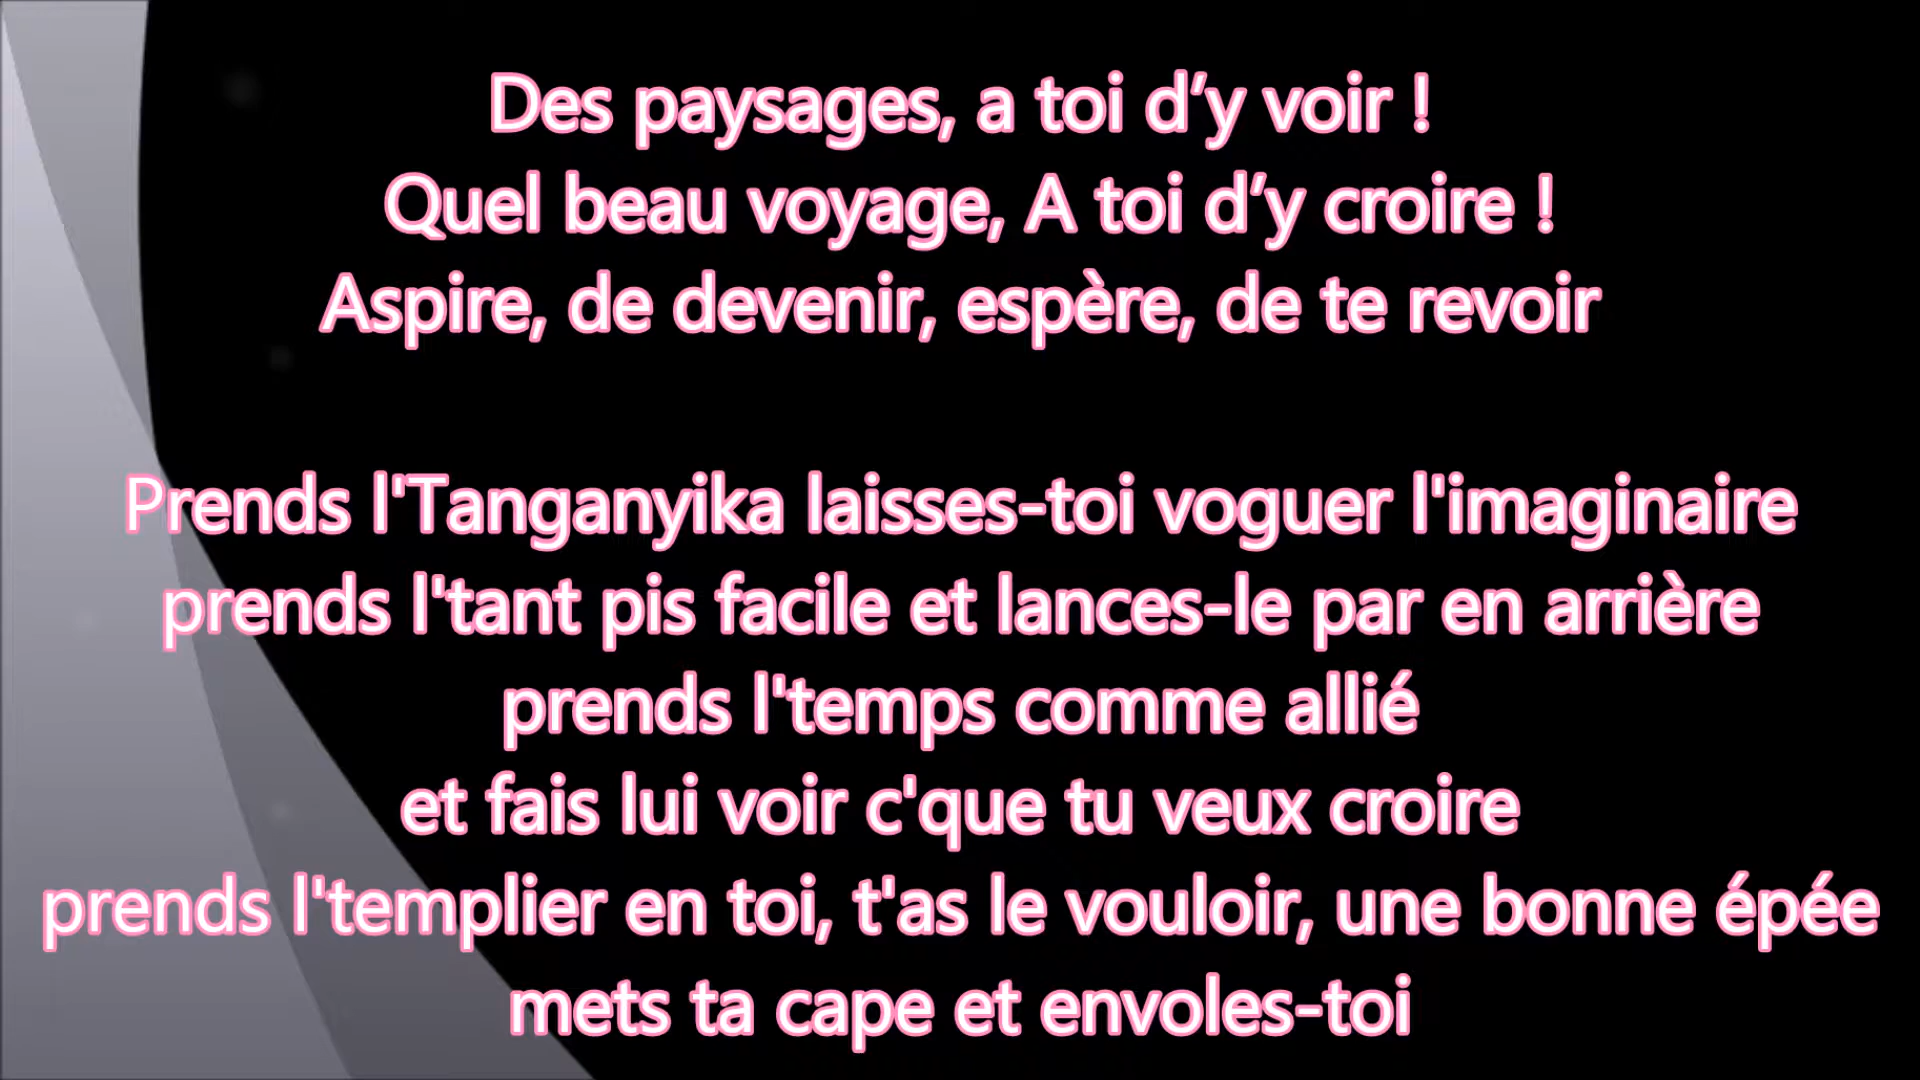 Des paysages, a toi d’y voir !
Quel beau voyage, A toi d’y croire !
Aspire, de devenir, espère, de te revoir
Prends l'Tanganyika laisses-toi voguer l'imaginaire
prends l'tant pis facile et lances-le par en arrière
prends l'temps comme allié
et fais lui voir c'que tu veux croire
prends l'templier en toi, t'as le vouloir, une bonne épée
mets ta cape et envoles-toi